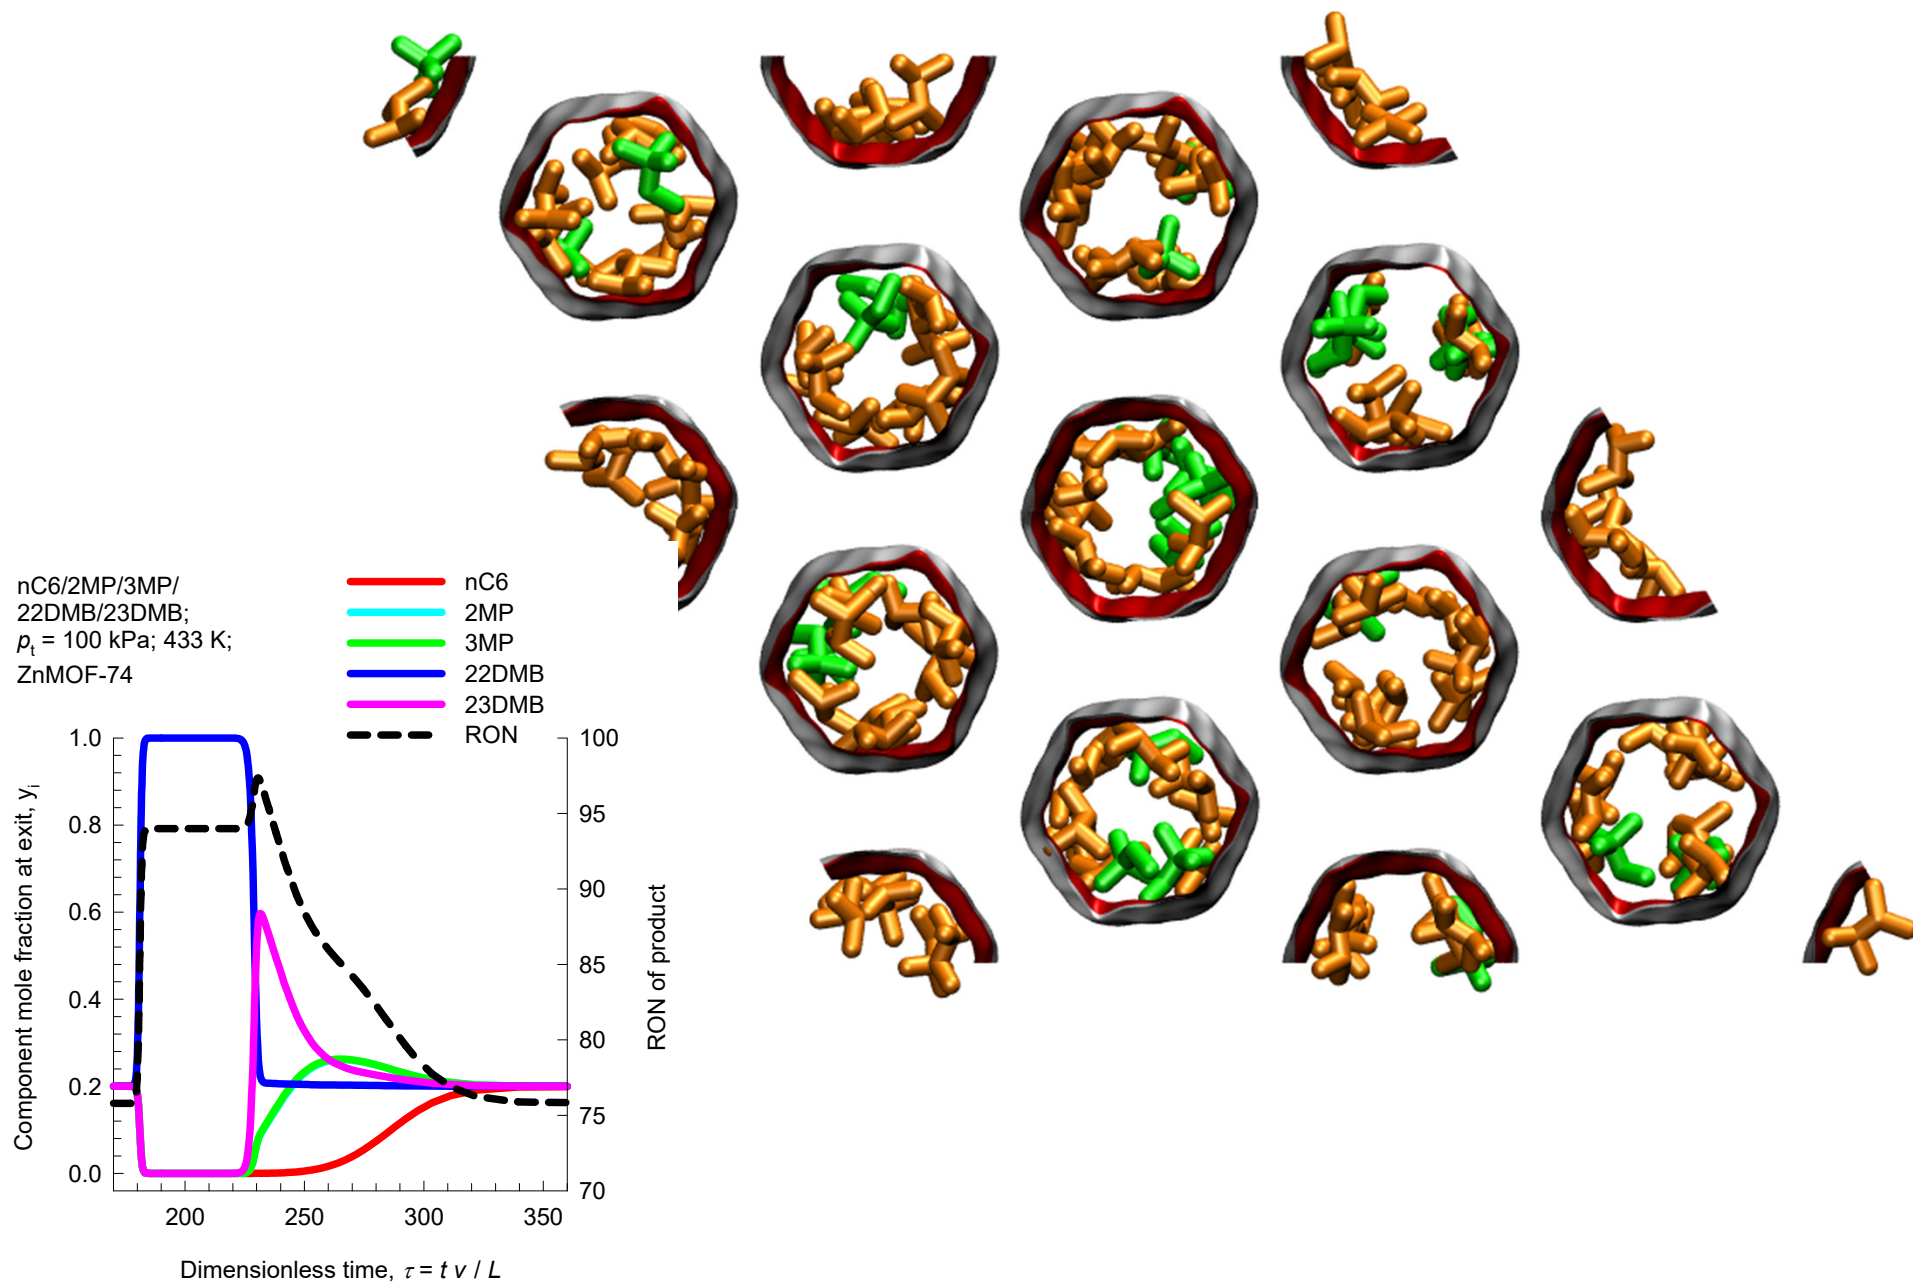 nC6/2MP/3MP/
22DMB/23DMB;
pt = 100 kPa; 433 K;
ZnMOF-74
nC6
2MP
3MP
22DMB
23DMB
RON
Component mole fraction at exit, yi
1.0
0.8
0.6
0.4
0.2
0.0
100
95
90
85
80
75
70
RON of product
200 250 300 350
Dimensionless time, τ = t v / L